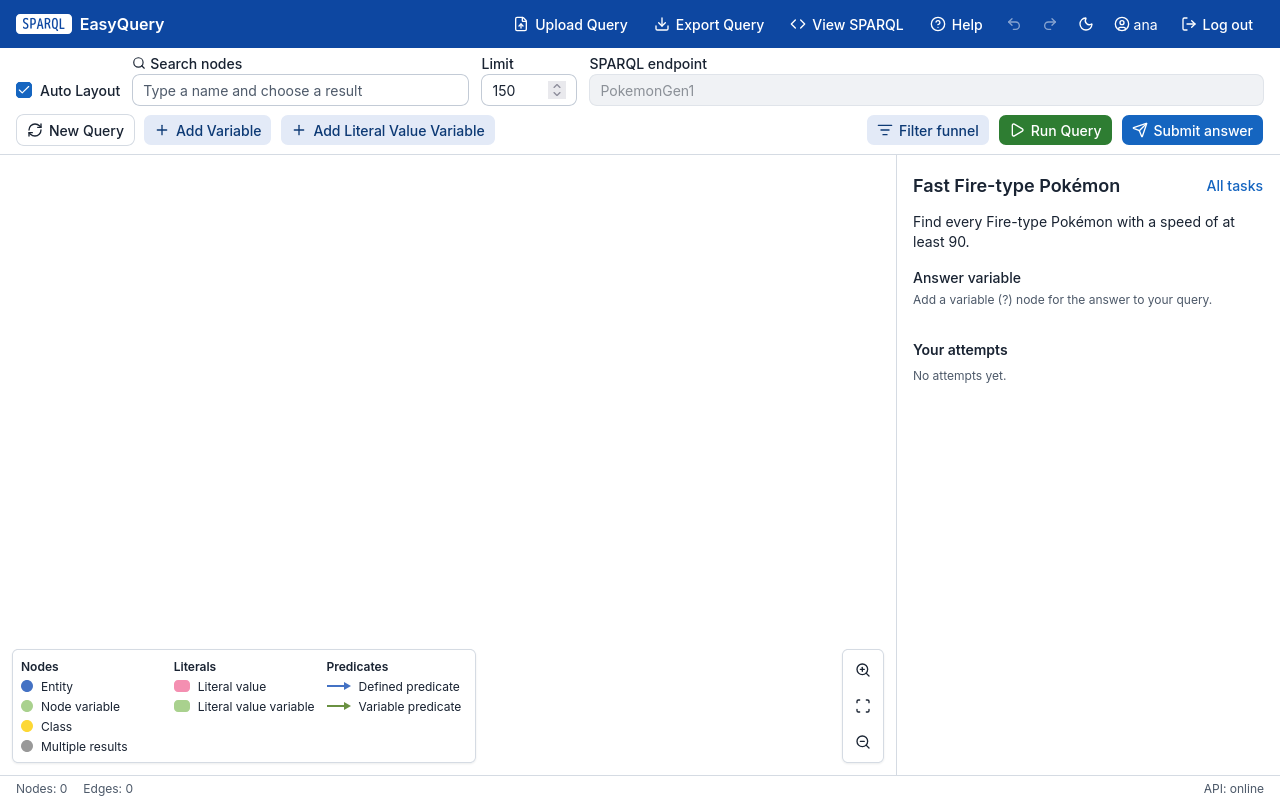 SPARQL EasyQuery
Upload Query
Export Query
View SPARQL
Help
ana
Log out
Auto Layout
Search nodes
Type a name and choose a result
Limit
150
SPARQL endpoint
PokemonGen1
New Query
Add Variable
Add Literal Value Variable
Filter funnel
Run Query
Submit answer
Fast Fire-type Pokémon
All tasks
Find every Fire-type Pokémon with a speed of at
least 90.
Answer variable
Add a variable (?) node for the answer to your query.
Your attempts
No attempts yet.
Nodes
Entity
Node variable
Class
Multiple results
Literals
Literal value
Literal value variable
Predicates
Defined predicate
Variable predicate
Nodes: 0
Edges: 0
API: online